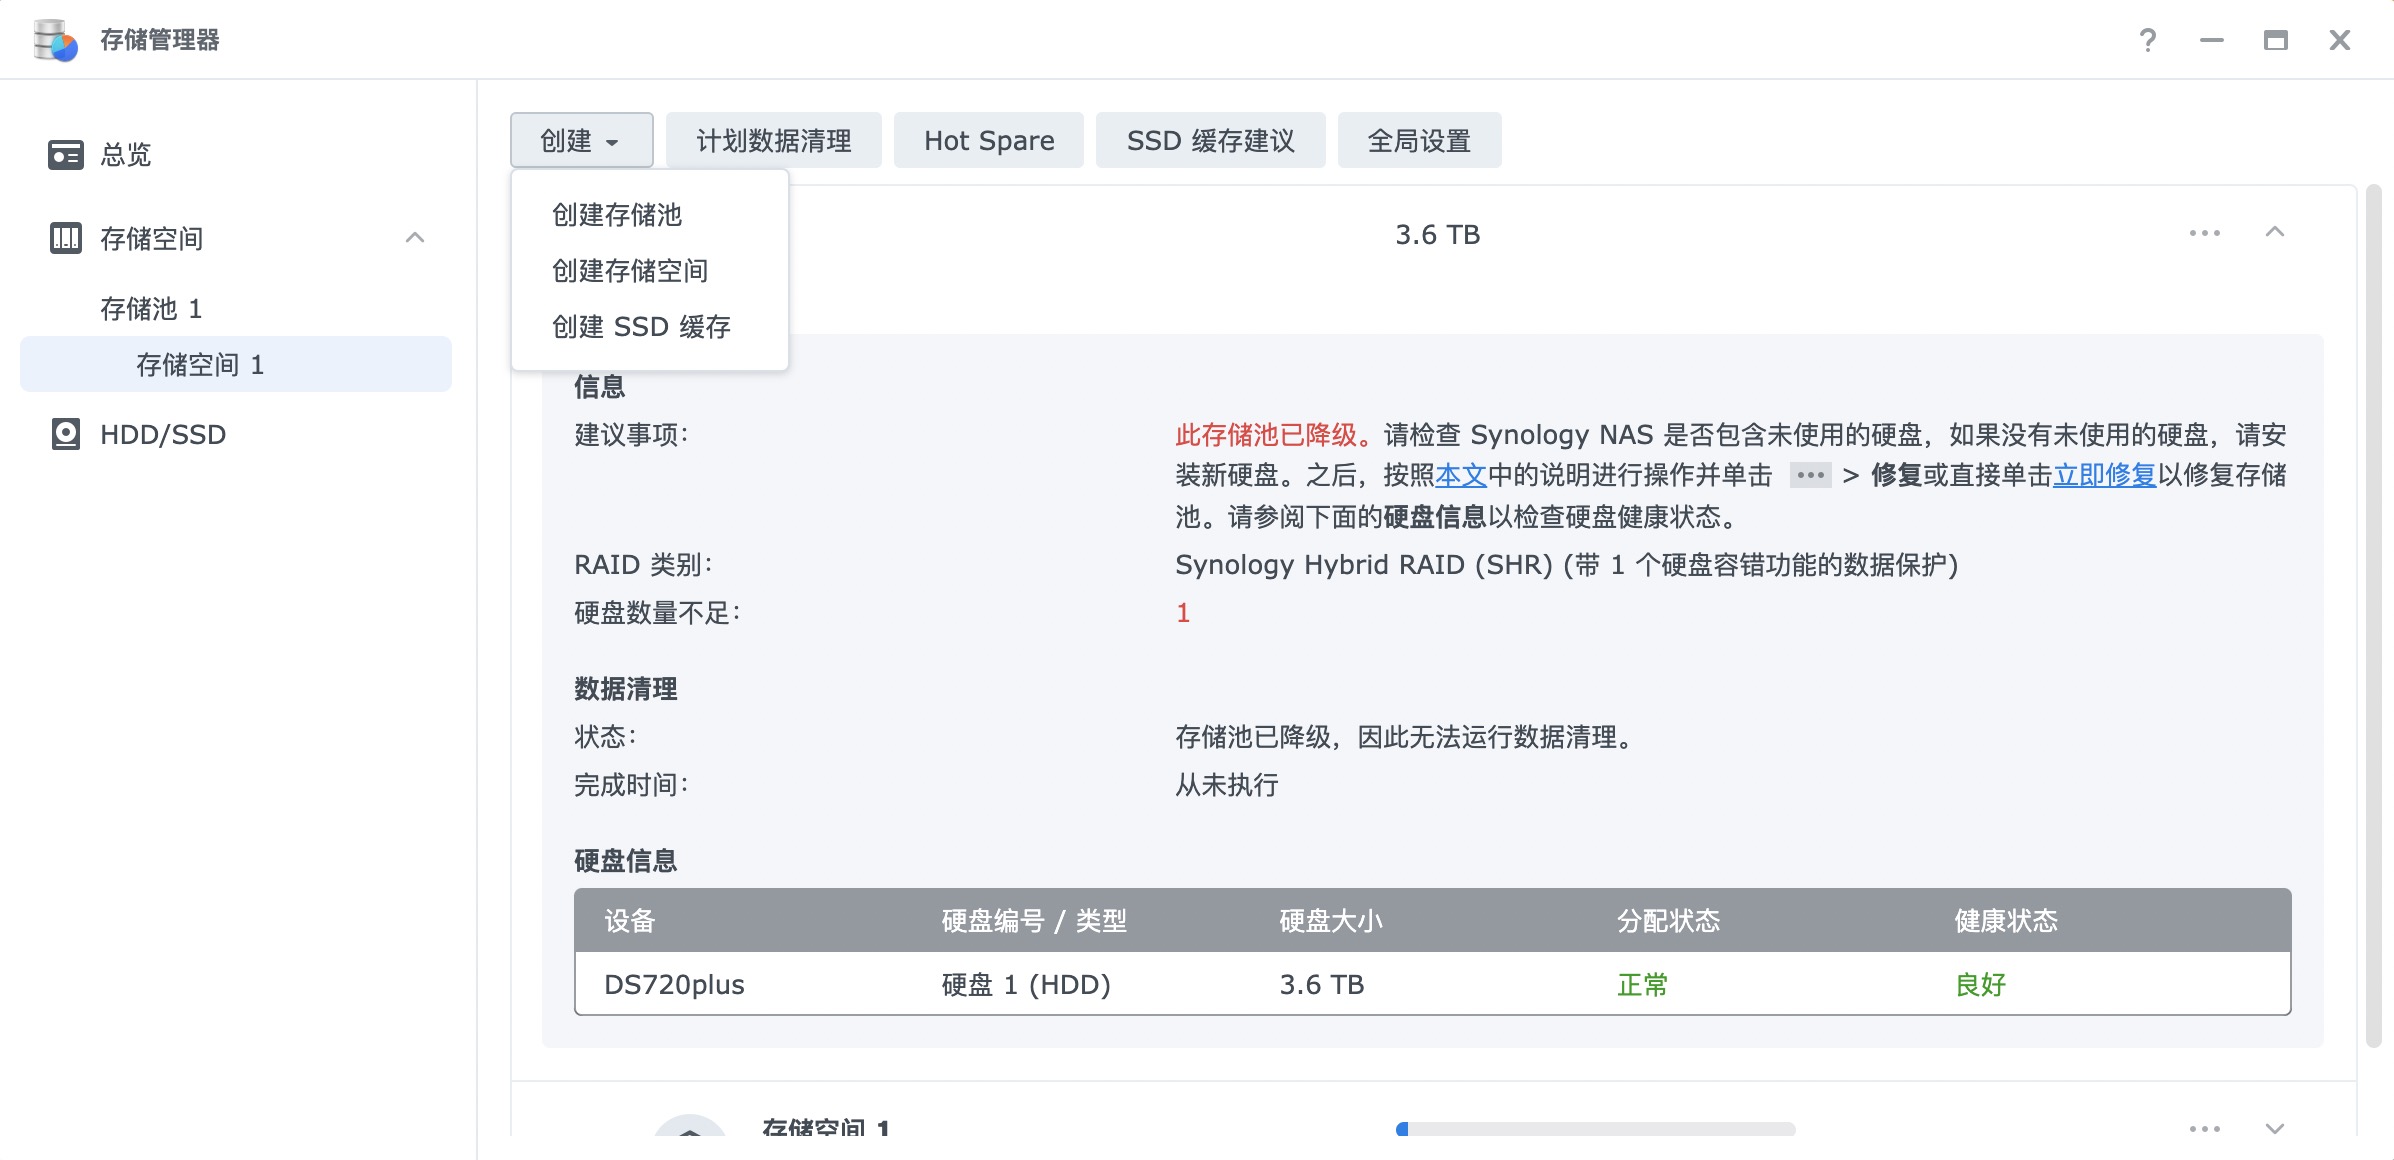 存储管理器
总览
存储空间
存储池 1
存储空间 1
HDD/SSD
创建
计划数据清理
Hot Spare
SSD 缓存建议
全局设置
创建存储池
创建存储空间
创建 SSD 缓存
3.6 TB
信息
建议事项：
此存储池已降级。请检查 Synology NAS 是否包含未使用的硬盘，如果没有未使用的硬盘，请安
装新硬盘。之后，按照本文中的说明进行操作并单击 ••• > 修复或直接单击立即修复以修复存储
池。请参阅下面的硬盘信息以检查硬盘健康状态。
RAID 类别：
Synology Hybrid RAID (SHR) (带 1 个硬盘容错功能的数据保护)
硬盘数量不足：
1
数据清理
状态：
存储池已降级，因此无法运行数据清理。
完成时间：
从未执行
硬盘信息
设备 硬盘编号 / 类型 硬盘大小 分配状态 健康状态
DS720plus 硬盘 1 (HDD) 3.6 TB 正常 良好
存储空间 1